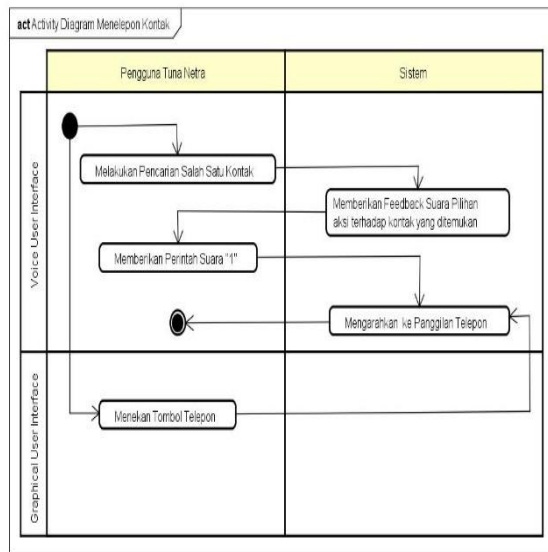 act Activity Diagram Menelepon Kontak
Pengguna Tuna Netra
Sistem
Voice User Interface
Melakukan Pencarian Salah Satu Kontak
Memberikan Feedback Suara Pilihan
aksi terhadap kontak yang ditemukan
Memberikan Perintah Suara "1"
Mengarahkan ke Panggilan Telepon
Graphical User Interface
Menekan Tombol Telepon